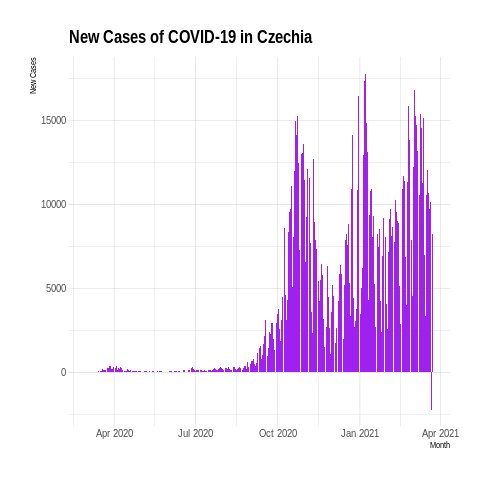 New Cases of COVID-19 in Czechia
New Cases
15000
10000
5000
0
Apr 2020 Jul 2020 Oct 2020 Jan 2021 Apr 2021
Month